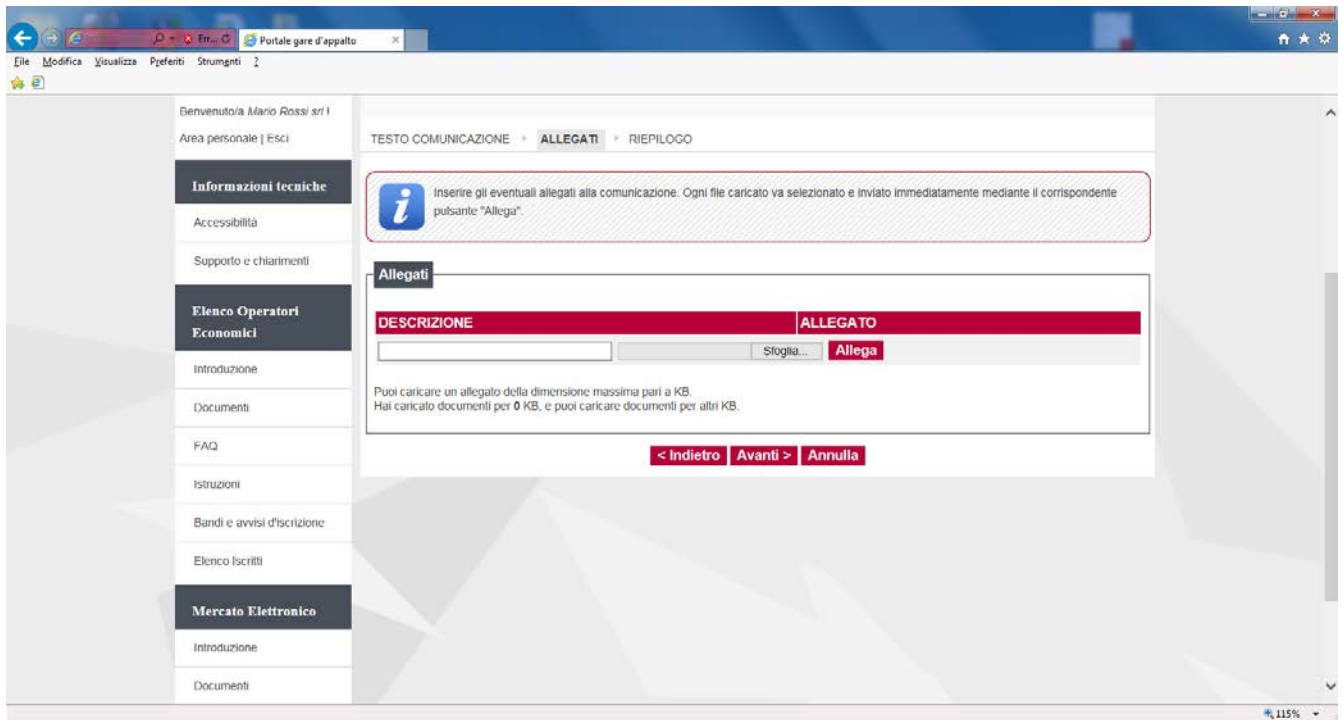 Err...
Portale gare d'appalto
File Modifica Visualizza Preferiti Strumenti ?
Benvenuto/a Mario Rossi srl !
Area personale | Esci
Informazioni tecniche
Accessibilità
Supporto e chiarimenti
Elenco Operatori
Economici
Introduzione
Documenti
FAQ
Istruzioni
Bandi e avvisi d'iscrizione
Elenco Iscritti
Mercato Elettronico
Introduzione
Documenti
TESTO COMUNICAZIONE ALLEGATI RIEPILOGO
Inserire gli eventuali allegati alla comunicazione. Ogni file caricato va selezionato e inviato immediatamente mediante il corrispondente
pulsante "Allega".
Allegati
DESCRIZIONE ALLEGATO
Sfoglia... Allega
Puoi caricare un allegato della dimensione massima pari a KB.
Hai caricato documenti per 0 KB, e puoi caricare documenti per altri KB.
< Indietro Avanti > Annulla
115%